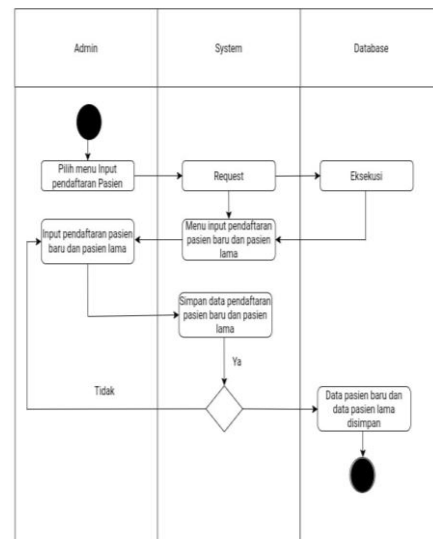 Admin
System
Database
Pilih menu Input
pendaftaran Pasien
Request
Eksekusi
Input pendaftaran pasien
baru dan pasien lama
Menu input pendaftaran
pasien baru dan pasien
lama
Simpan data pendaftaran
pasien baru dan pasien
lama
Ya
Tidak
Data pasien baru dan
data pasien lama
disimpan